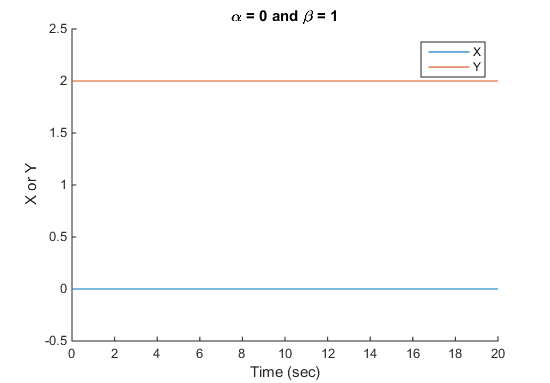 α = 0 and β = 1
X
Y
X or Y
2.5
2
1.5
1
0.5
0
-0.5
0 2 4 6 8 10 12 14 16 18 20
Time (sec)